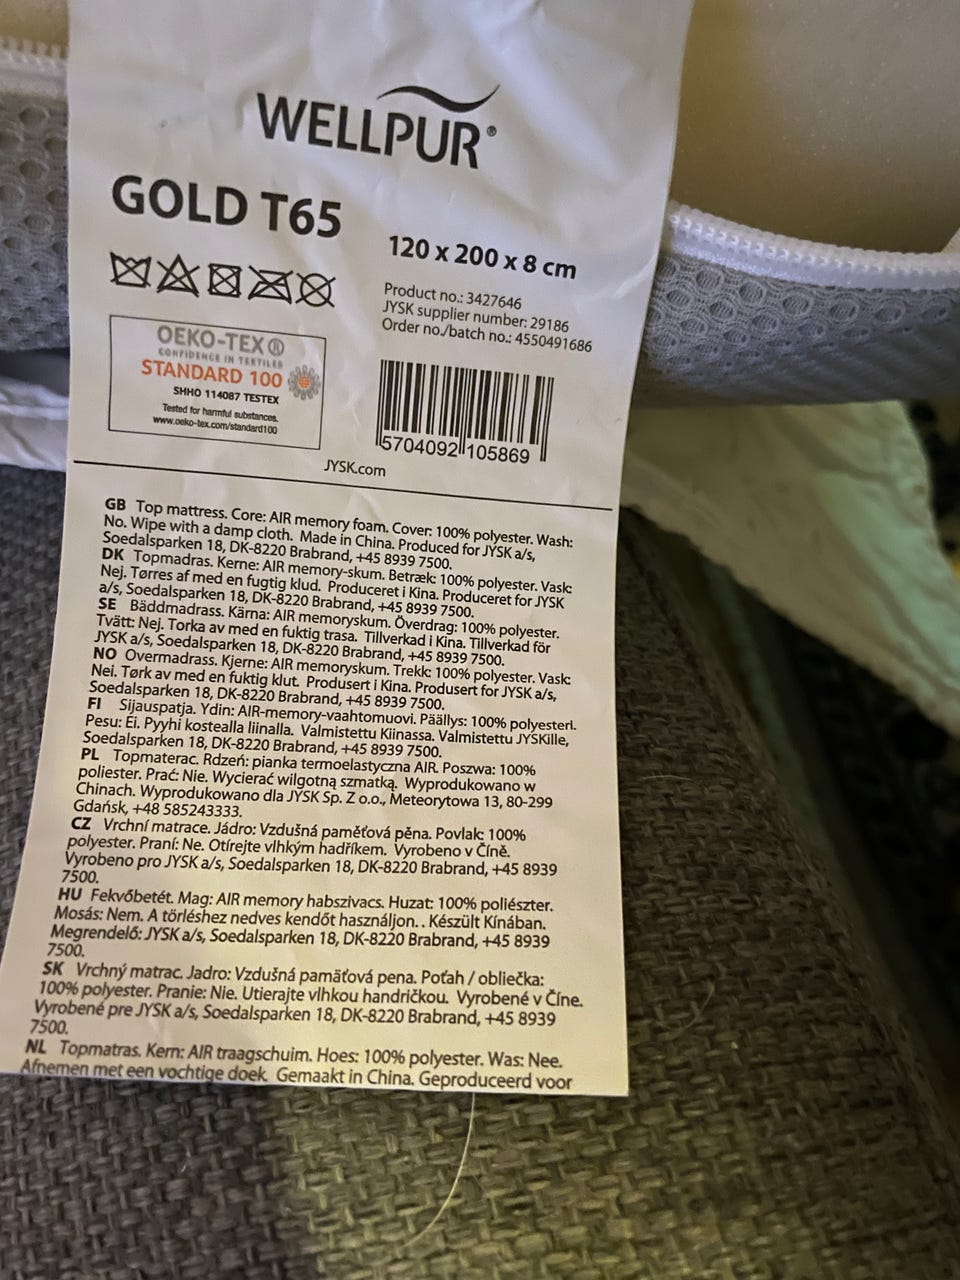 WELLPUR®
GOLD T65
120 x 200 x 8 cm
Product no.: 3427646
JYSK supplier number: 29186
Order no./batch no.: 4550491686
OEKO-TEX®
CONFIDENCE IN TEXTILES
STANDARD 100
SHHO 114087 TESTEX
Tested for harmful substances.
www.oeko-tex.com/standard100
5704092 105869
JYSK.com
GB Top mattress. Core: AIR memory foam. Cover: 100% polyester. Wash:
No. Wipe with a damp cloth. Made in China. Produced for JYSK a/s,
Soedalsparken 18, DK-8220 Brabrand, +45 8939 7500.
DK Topmadras. Kerne: AIR memory-skum. Betræk: 100% polyester. Vask:
Nej. Tørres af med en fugtig klud. Produceret i Kina. Produceret for JYSK
a/s, Soedalsparken 18, DK-8220 Brabrand, +45 8939 7500.
SE Bäddmadrass. Kärna: AIR memoryskum. Överdrag: 100% polyester.
Tvätt: Nej. Torka av med en fuktig trasa. Tillverkad i Kina. Tillverkad för
JYSK a/s, Soedalsparken 18, DK-8220 Brabrand, +45 8939 7500.
NO Overmadrass. Kjerne: AIR memoryskum. Trekk: 100% polyester. Vask:
Nei. Tørk av med en fuktig klut. Produsert i Kina. Produsert for JYSK a/s,
Soedalsparken 18, DK-8220 Brabrand, +45 8939 7500.
FI Sijauspatja. Ydin: AIR-memory-vaahtomuovi. Päällys: 100% polyesteri.
Pesu: Ei. Pyyhi kostealla liinalla. Valmistettu Kiinassa. Valmistettu JYSKille,
Soedalsparken 18, DK-8220 Brabrand, +45 8939 7500.
PL Topmaterac. Rdzeń: pianka termoelastyczna AIR. Poszwa: 100%
poliester. Prać: Nie. Wycierać wilgotną szmatką. Wyprodukowano w
Chinach. Wyprodukowano dla JYSK Sp. Z o.o., Meteorytowa 13, 80-299
Gdańsk, +48 585243333.
CZ Vrchní matrace. Jádro: Vzdušná paměťová pěna. Povlak: 100%
polyester. Praní: Ne. Otírejte vlhkým hadříkem. Vyrobeno v Číně.
Vyrobeno pro JYSK a/s, Soedalsparken 18, DK-8220 Brabrand, +45 8939
7500.
HU Fekvőbetét. Mag: AIR memory habszivacs. Huzat: 100% poliészter.
Mosás: Nem. A törléshez nedves kendőt használjon.. Készült Kínában.
Megrendelő: JYSK a/s, Soedalsparken 18, DK-8220 Brabrand, +45 8939
7500.
SK Vrchný matrac. Jadro: Vzdušná pamäťová pena. Poťah / obliečka:
100% polyester. Pranie: Nie. Utierajte vlhkou handričkou. Vyrobené v Číne.
Vyrobené pre JYSK a/s, Soedalsparken 18, DK-8220 Brabrand, +45 8939
7500.
NL Topmatras. Kern: AIR traagschuim. Hoes: 100% polyester. Was: Nee.
Afnemen met een vochtige doek. Gemaakt in China. Geproduceerd voor